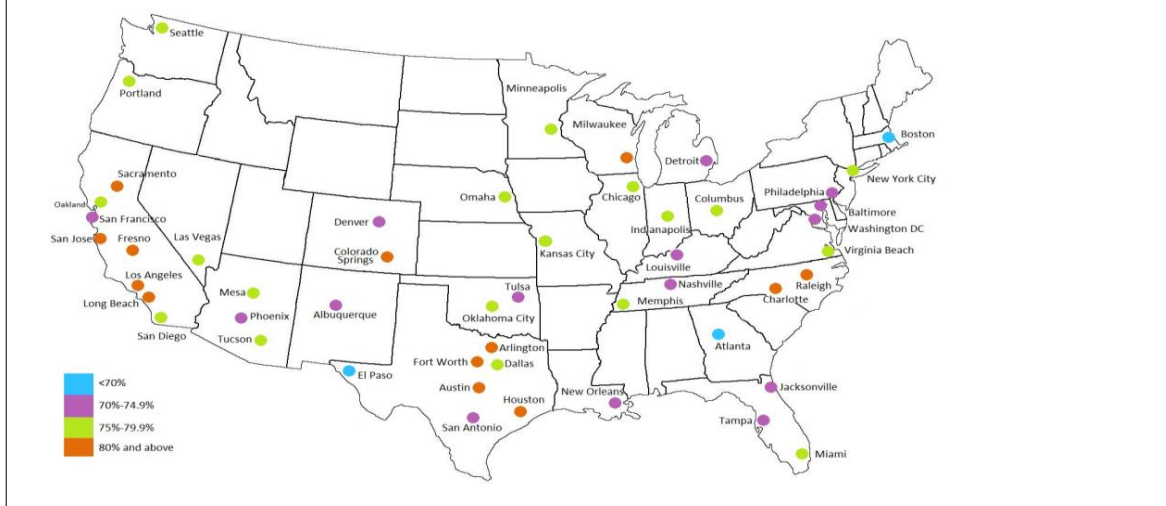 Seattle
Portland
Minneapolis
Milwaukee
Boston
Detroit
Sacramento
New York City
Oakland
Omaha
Chicago
Columbus
Philadelphia
San Francisco
Denver
Baltimore
Indianapolis
Washington DC
San Jose
Fresno
Las Vegas
Colorado
Springs
Kansas City
Virginia Beach
Louisville
Los Angeles
Tulsa
Nashville
Raleigh
Mesa
Long Beach
Memphis
Charlotte
Phoenix
Albuquerque
Oklahoma City
San Diego
Tucson
Arlington
Atlanta
Fort Worth
Dallas
El Paso
<70%
Austin
New Orleans
Jacksonville
Houston
70%-74.9%
Tampa
San Antonio
75%-79.9%
80% and above
Miami